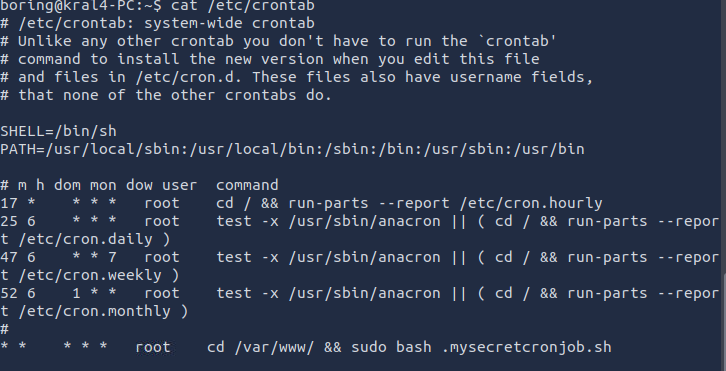 boring@kral4-PC:~$ cat /etc/crontab
# /etc/crontab: system-wide crontab
# Unlike any other crontab you don't have to run the `crontab'
# command to install the new version when you edit this file
# and files in /etc/cron.d. These files also have username fields,
# that none of the other crontabs do.

SHELL=/bin/sh
PATH=/usr/local/sbin:/usr/local/bin:/sbin:/bin:/usr/sbin:/usr/bin

# m h dom mon dow user  command
17 *    * * *   root    cd / && run-parts --report /etc/cron.hourly
25 6    * * *   root    test -x /usr/sbin/anacron || ( cd / && run-parts --repor
t /etc/cron.daily )
47 6    * * 7   root    test -x /usr/sbin/anacron || ( cd / && run-parts --repor
t /etc/cron.weekly )
52 6    1 * *   root    test -x /usr/sbin/anacron || ( cd / && run-parts --repor
t /etc/cron.monthly )
#
* *    * * *   root    cd /var/www/ && sudo bash .mysecretcronjob.sh